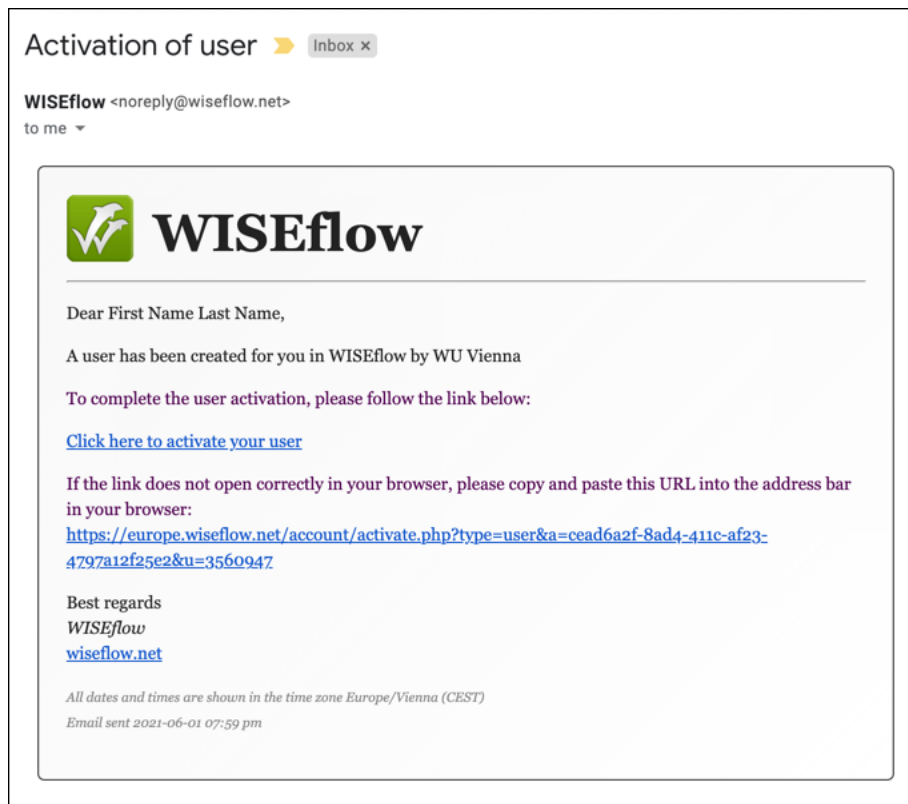 Activation of user Inbox ×
WISEflow <noreply@wiseflow.net>
to me
WISEflow
Dear First Name Last Name,
A user has been created for you in WISEflow by WU Vienna
To complete the user activation, please follow the link below:
Click here to activate your user
If the link does not open correctly in your browser, please copy and paste this URL into the address bar
in your browser:
https://europe.wiseflow.net/account/activate.php?type=user&a=cead6a2f-8ad4-411c-af23-
4797a12f25e2&u=3560947
Best regards
WISEflow
wiseflow.net
All dates and times are shown in the time zone Europe/Vienna (CEST)
Email sent 2021-06-01 07:59 pm